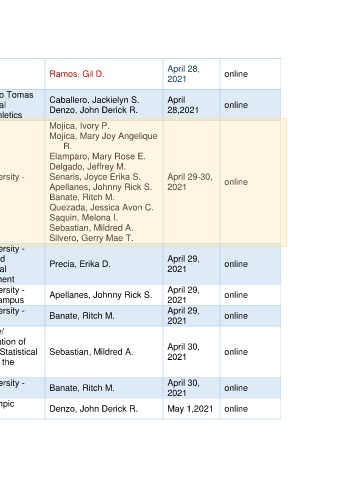 Ramos, Gil D. April 28, online
2021
o Tomas
al
hletics
Caballero, Jackielyn S. April online
Denzo, John Derick R. 28,2021
Mojica, Ivory P.
Mojica, Mary Joy Angelique
R.
Elamparo, Mary Rose E.
Delgado, Jeffrey M.
ersity - Senaris, Joyce Erika S. April 29-30, online
Apellanes, Johnny Rick S. 2021
Banate, Ritch M.
Quezada, Jessica Avon C.
Saquin, Melona I.
Sebastian, Mildred A.
Silvero, Gerry Mae T.
ersity -
d
al
ment
Precia, Erika D. April 29, online
2021
ersity - Apellanes, Johnny Rick S. April 29, online
ampus 2021
ersity - Banate, Ritch M. April 29, online
2021
y/
ation of
Statistical
the
Sebastian, Mildred A. April 30, online
2021
ersity - Banate, Ritch M. April 30, online
2021
mpic Denzo, John Derick R. May 1,2021 online